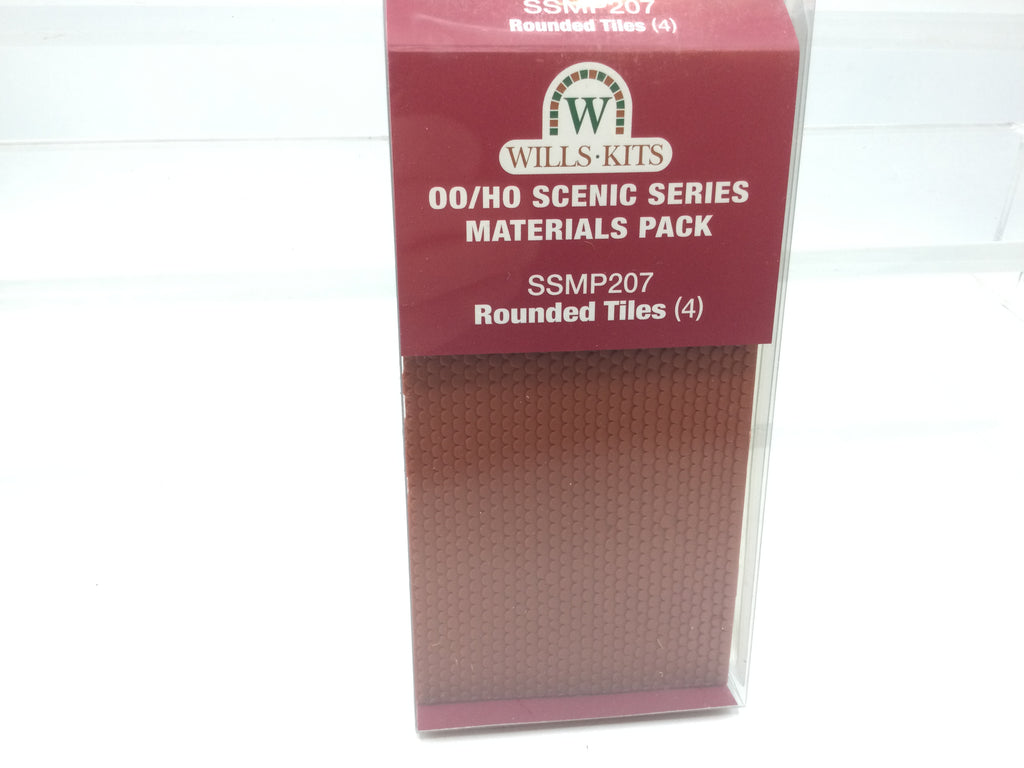 SSMP207
Rounded Tiles (4)
W
WILLS·KITS
OO/HO SCENIC SERIES
MATERIALS PACK
SSMP207
Rounded Tiles (4)